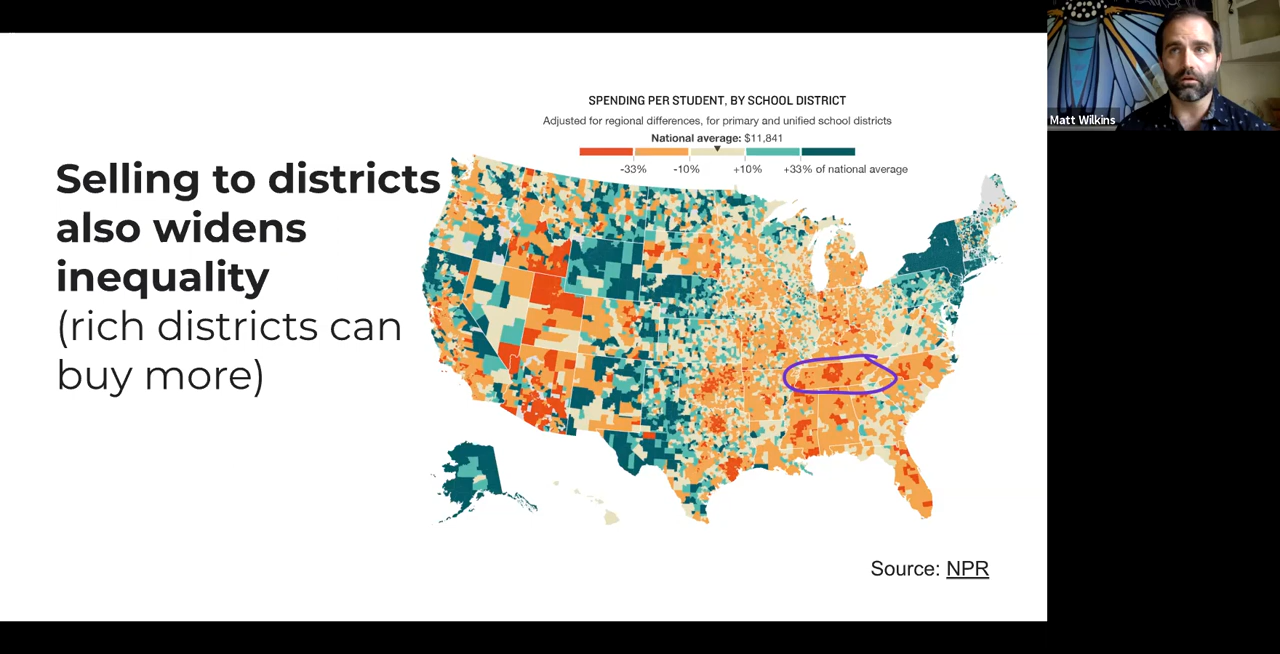 SPENDING PER STUDENT, BY SCHOOL DISTRICT
Adjusted for regional differences, for primary and unified school districts
National average: $11,841
-33% -10% +10% +33% of national average
Selling to districts
also widens
inequality
(rich districts can
buy more)
Source: NPR
Matt Wilkins